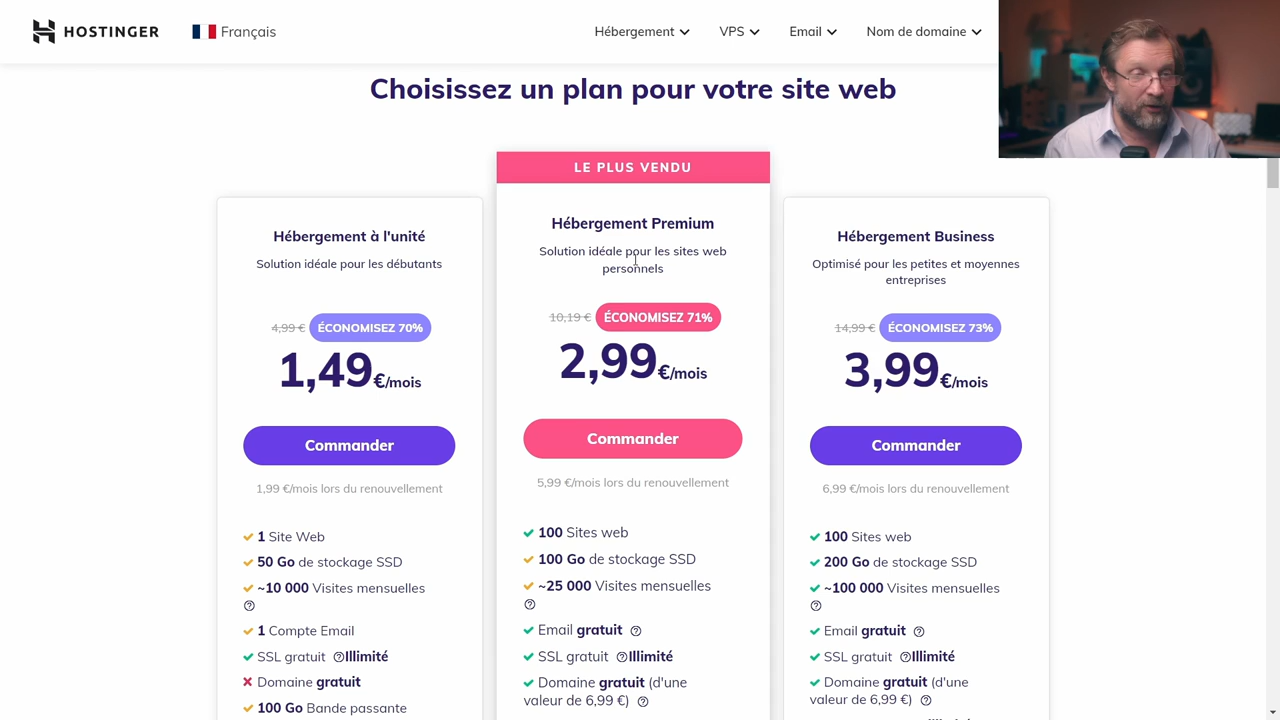 HOSTINGER
Français
Hébergement
VPS
Email
Nom de domaine
Choisissez un plan pour votre site web
Hébergement à l'unité
Solution idéale pour les débutants
4,99 € ÉCONOMISEZ 70%
1,49€/mois
Commander
1,99 €/mois lors du renouvellement
1 Site Web
50 Go de stockage SSD
~10 000 Visites mensuelles
1 Compte Email
SSL gratuit Illimité
Domaine gratuit
100 Go Bande passante
LE PLUS VENDU
Hébergement Premium
Solution idéale pour les sites web
personnels
10,19 € ÉCONOMISEZ 71%
2,99€/mois
Commander
5,99 €/mois lors du renouvellement
100 Sites web
100 Go de stockage SSD
~25 000 Visites mensuelles
Email gratuit
SSL gratuit Illimité
Domaine gratuit (d'une
valeur de 6,99 €)
Hébergement Business
Optimisé pour les petites et moyennes
entreprises
14,99 € ÉCONOMISEZ 73%
3,99€/mois
Commander
6,99 €/mois lors du renouvellement
100 Sites web
200 Go de stockage SSD
~100 000 Visites mensuelles
Email gratuit
SSL gratuit Illimité
Domaine gratuit (d'une
valeur de 6,99 €)